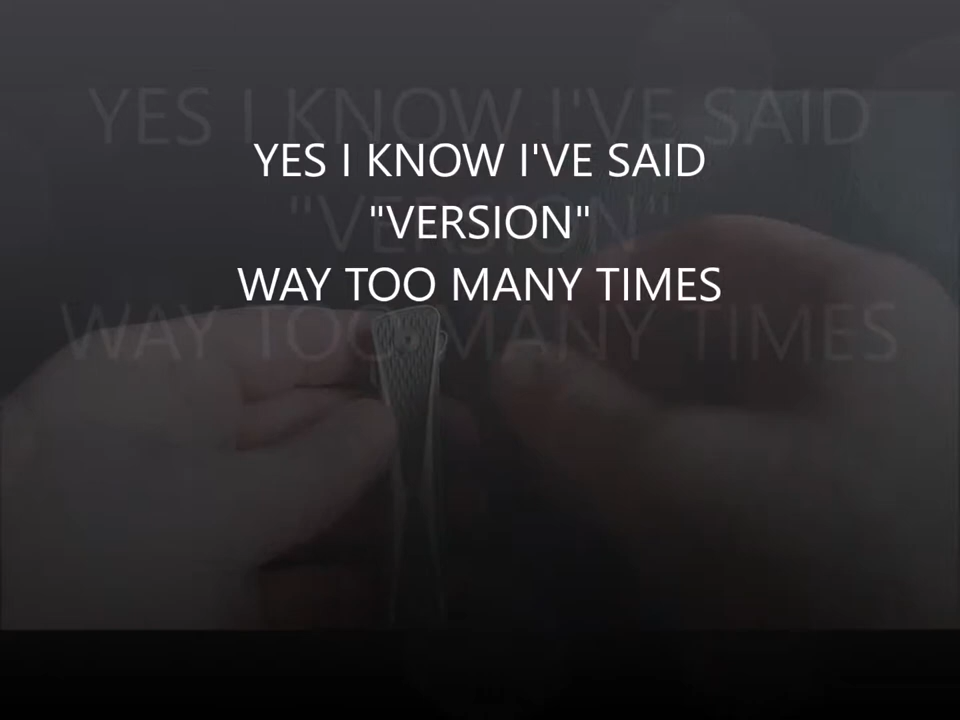 YES I KNOW I'VE SAID
"VERSION"
WAY TOO MANY TIMES